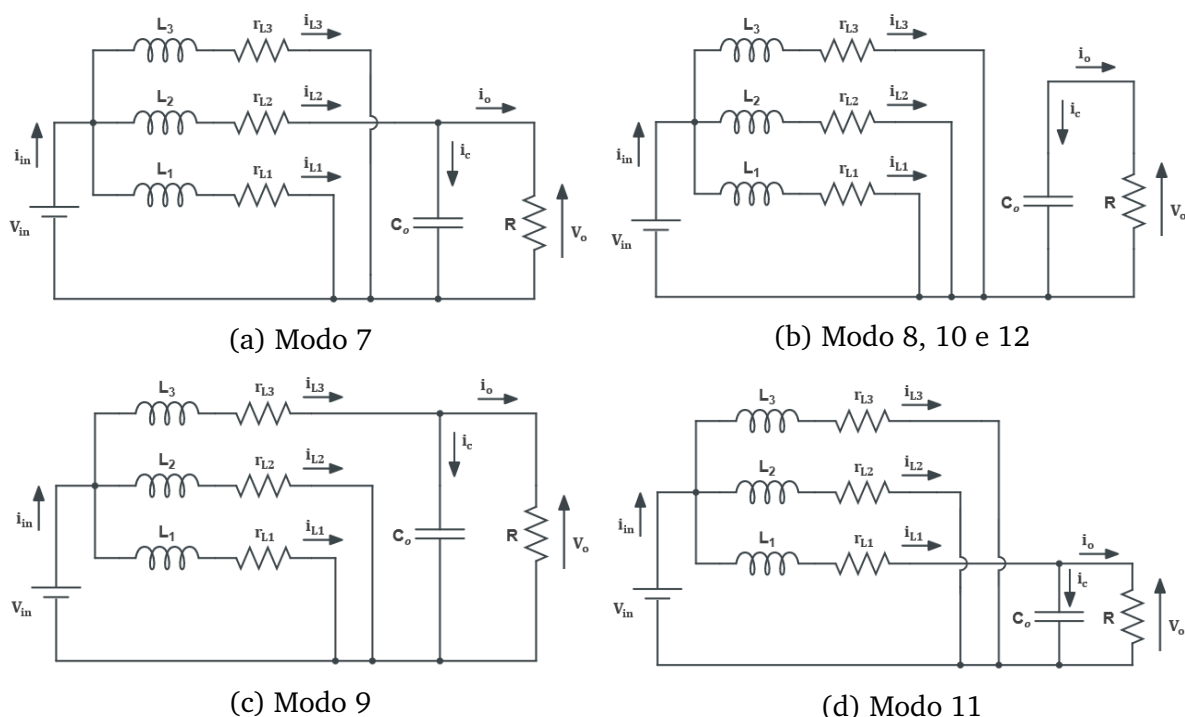 L3 rL3 iL3
L2 rL2 iL2 io
iin L1 rL1 iL1 ic
Vin Co R Vo
(a) Modo 7
L3 rL3 iL3
io
L2 rL2 iL2 ic
iin L1 rL1 iL1
Vin Co R Vo
(b) Modo 8, 10 e 12
L3 rL3 iL3 io
ic
L2 rL2 iL2
iin L1 rL1 iL1
Vin Co R Vo
(c) Modo 9
L3 rL3 iL3
L2 rL2 iL2
iin L1 rL1 iL1 io
ic
Vin Co R Vo
(d) Modo 11